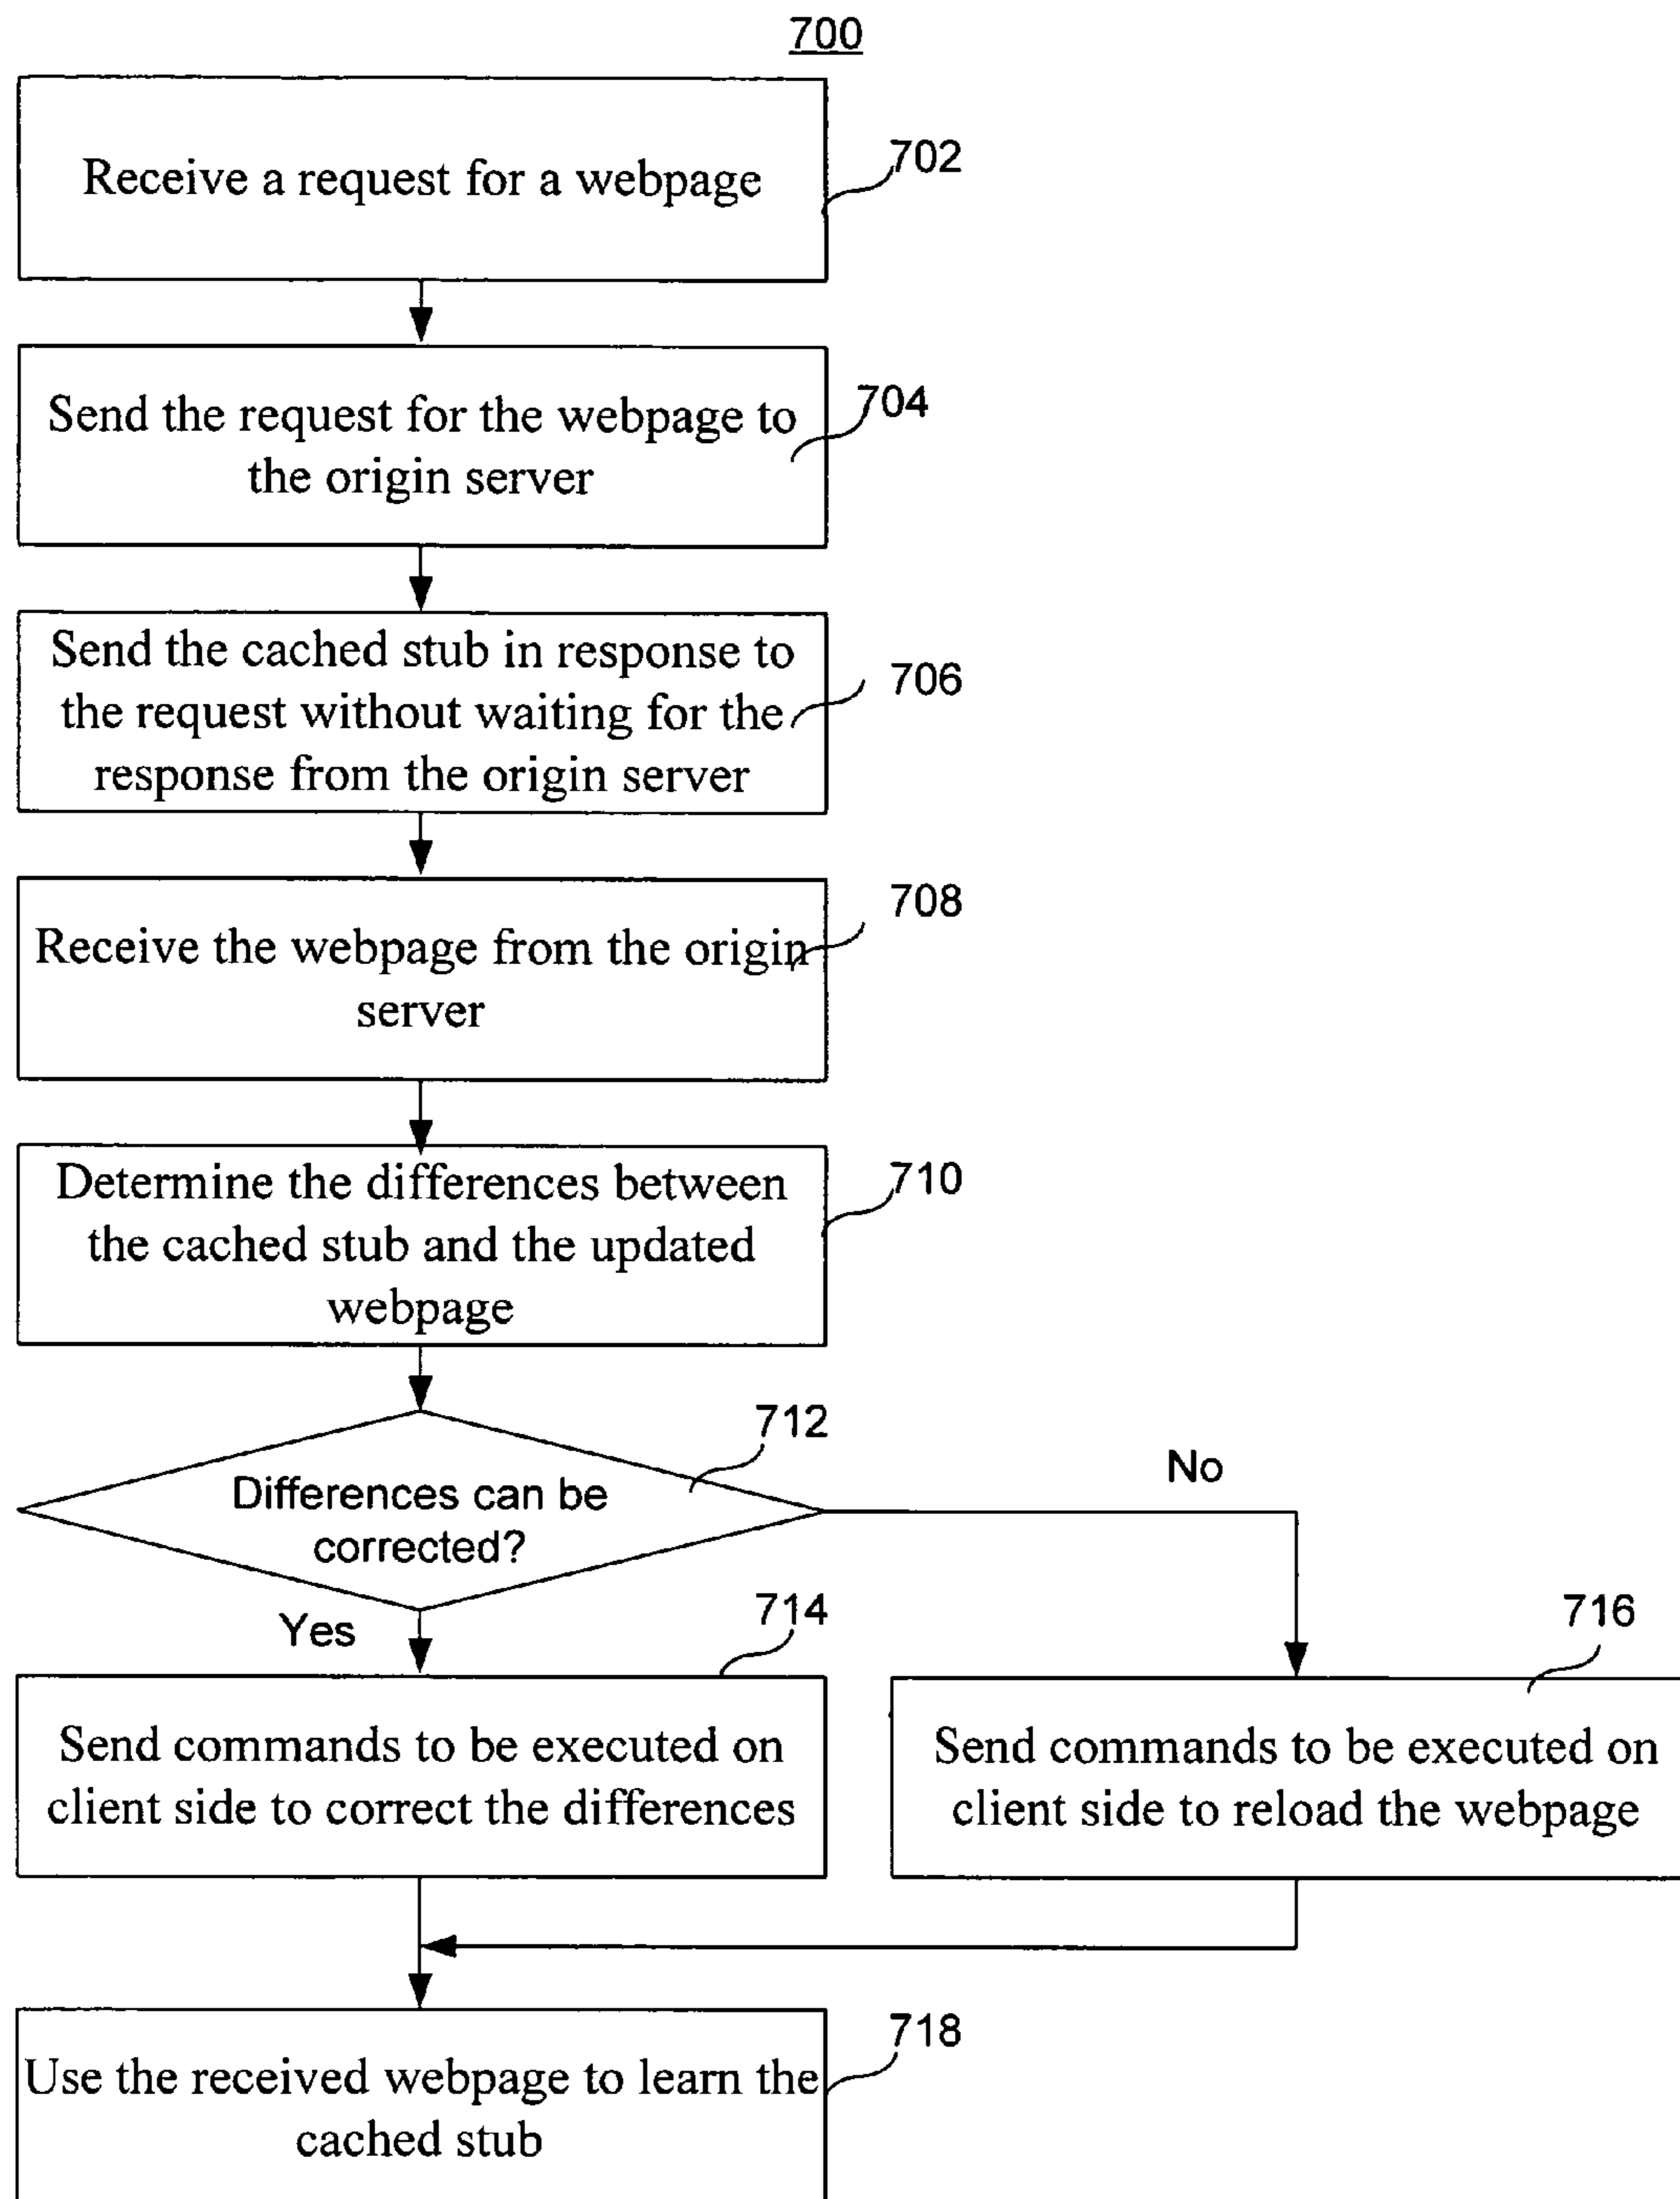 700
Receive a request for a webpage
702
Send the request for the webpage to
the origin server
704
Send the cached stub in response to
the request without waiting for the
response from the origin server
706
Receive the webpage from the origin
server
708
Determine the differences between
the cached stub and the updated
webpage
710
712
Differences can be
corrected?
No
Yes
714
716
Send commands to be executed on
client side to correct the differences
Send commands to be executed on
client side to reload the webpage
718
Use the received webpage to learn the
cached stub